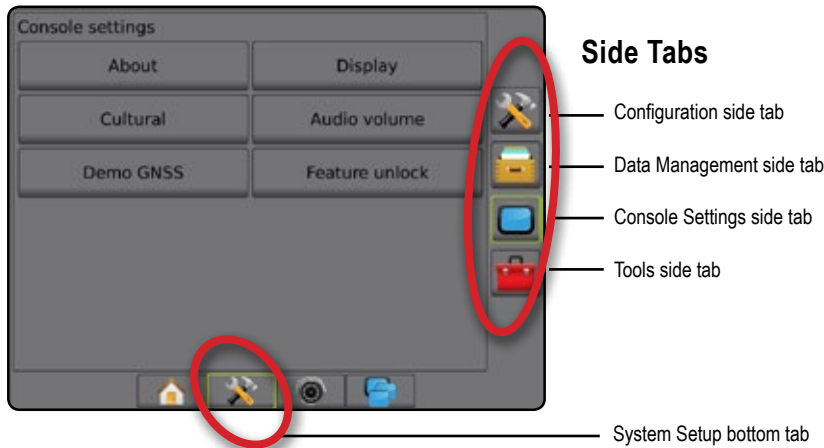 Console settings
About
Display
Cultural
Audio volume
Demo GNSS
Feature unlock
Side Tabs
Configuration side tab
Data Management side tab
Console Settings side tab
Tools side tab
System Setup bottom tab